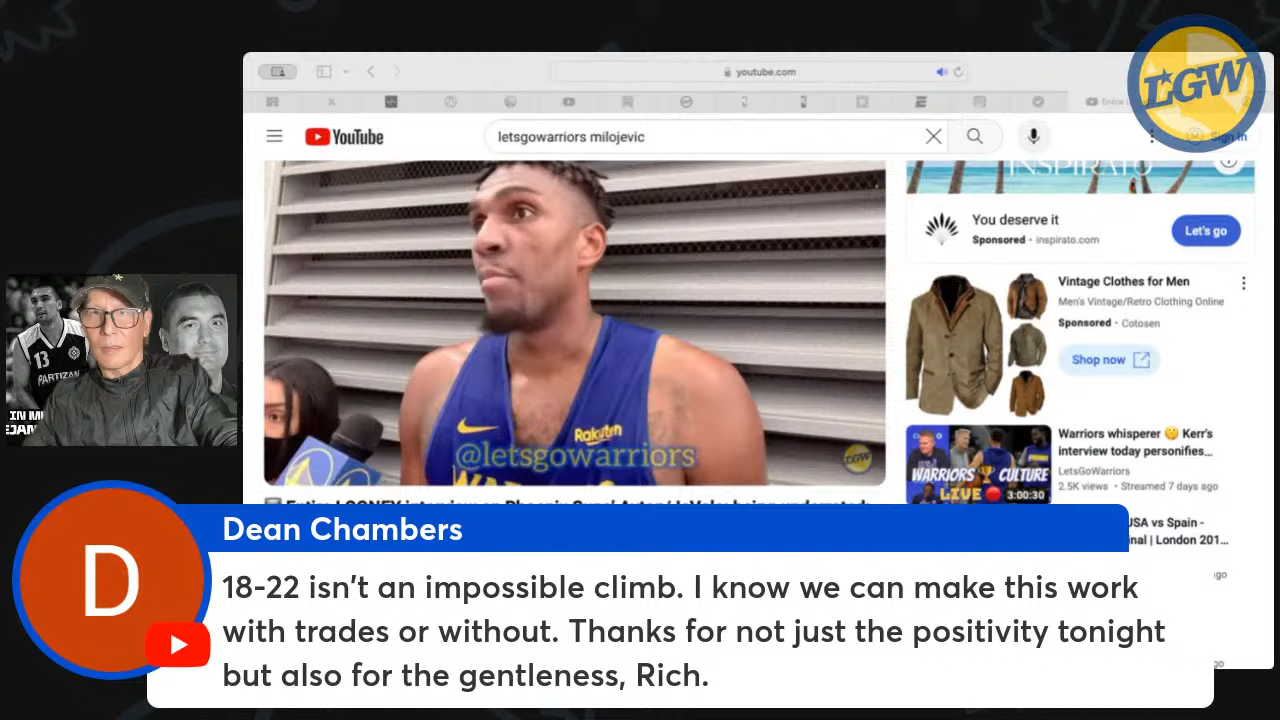 youtube.com
LGW
YouTube
letsgowarriors milojevic
Sign in
INSPIRATO
You deserve it
Sponsored · inspirato.com
Let's go
Vintage Clothes for Men
Men's Vintage/Retro Clothing Online
Sponsored · Cotosen
Shop now
Rakuten
@letsgowarriors
LGW
13
PARTIZAN
Warriors whisperer 🤫 Kerr's
interview today personifies…
LetsGoWarriors
2.5K views · Streamed 7 days ago
WARRIORS 🏆 CULTURE
LIVE 🔴 3:00:30
USA vs Spain -
nal | London 201…
Dean Chambers
D
18-22 isn't an impossible climb. I know we can make this work
with trades or without. Thanks for not just the positivity tonight
but also for the gentleness, Rich.